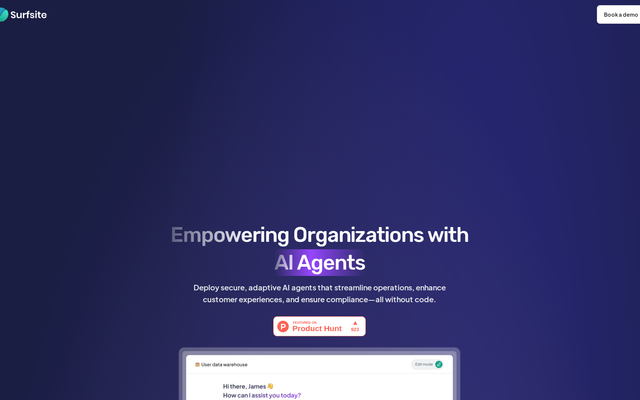 Surfsite
Book a demo
Empowering Organizations with
AI Agents
Deploy secure, adaptive AI agents that streamline operations, enhance
customer experiences, and ensure compliance—all without code.
FEATURED ON
Product Hunt
▲
523
User data warehouse
Edit mode
Hi there, James 👋
How can I assist you today?